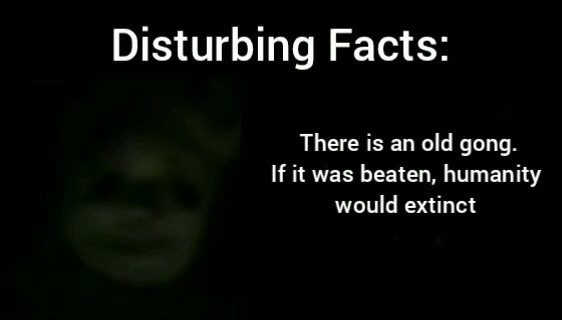 Disturbing Facts:
There is an old gong.
If it was beaten, humanity
would extinct